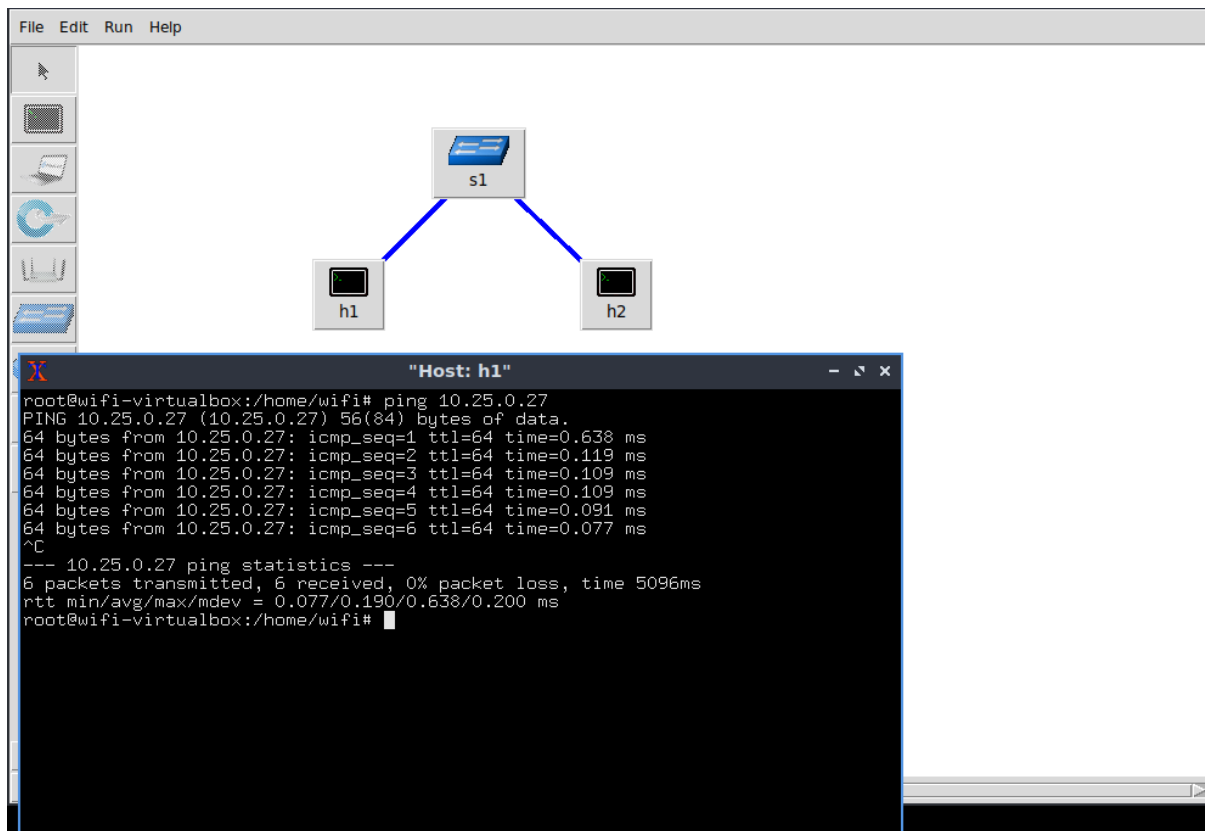 File Edit Run Help
s1
h1
h2
"Host: h1"
root@wifi-virtualbox:/home/wifi# ping 10.25.0.27
PING 10.25.0.27 (10.25.0.27) 56(84) bytes of data.
64 bytes from 10.25.0.27: icmp_seq=1 ttl=64 time=0.638 ms
64 bytes from 10.25.0.27: icmp_seq=2 ttl=64 time=0.119 ms
64 bytes from 10.25.0.27: icmp_seq=3 ttl=64 time=0.109 ms
64 bytes from 10.25.0.27: icmp_seq=4 ttl=64 time=0.109 ms
64 bytes from 10.25.0.27: icmp_seq=5 ttl=64 time=0.091 ms
64 bytes from 10.25.0.27: icmp_seq=6 ttl=64 time=0.077 ms
^C
--- 10.25.0.27 ping statistics ---
6 packets transmitted, 6 received, 0% packet loss, time 5096ms
rtt min/avg/max/mdev = 0.077/0.190/0.638/0.200 ms
root@wifi-virtualbox:/home/wifi#